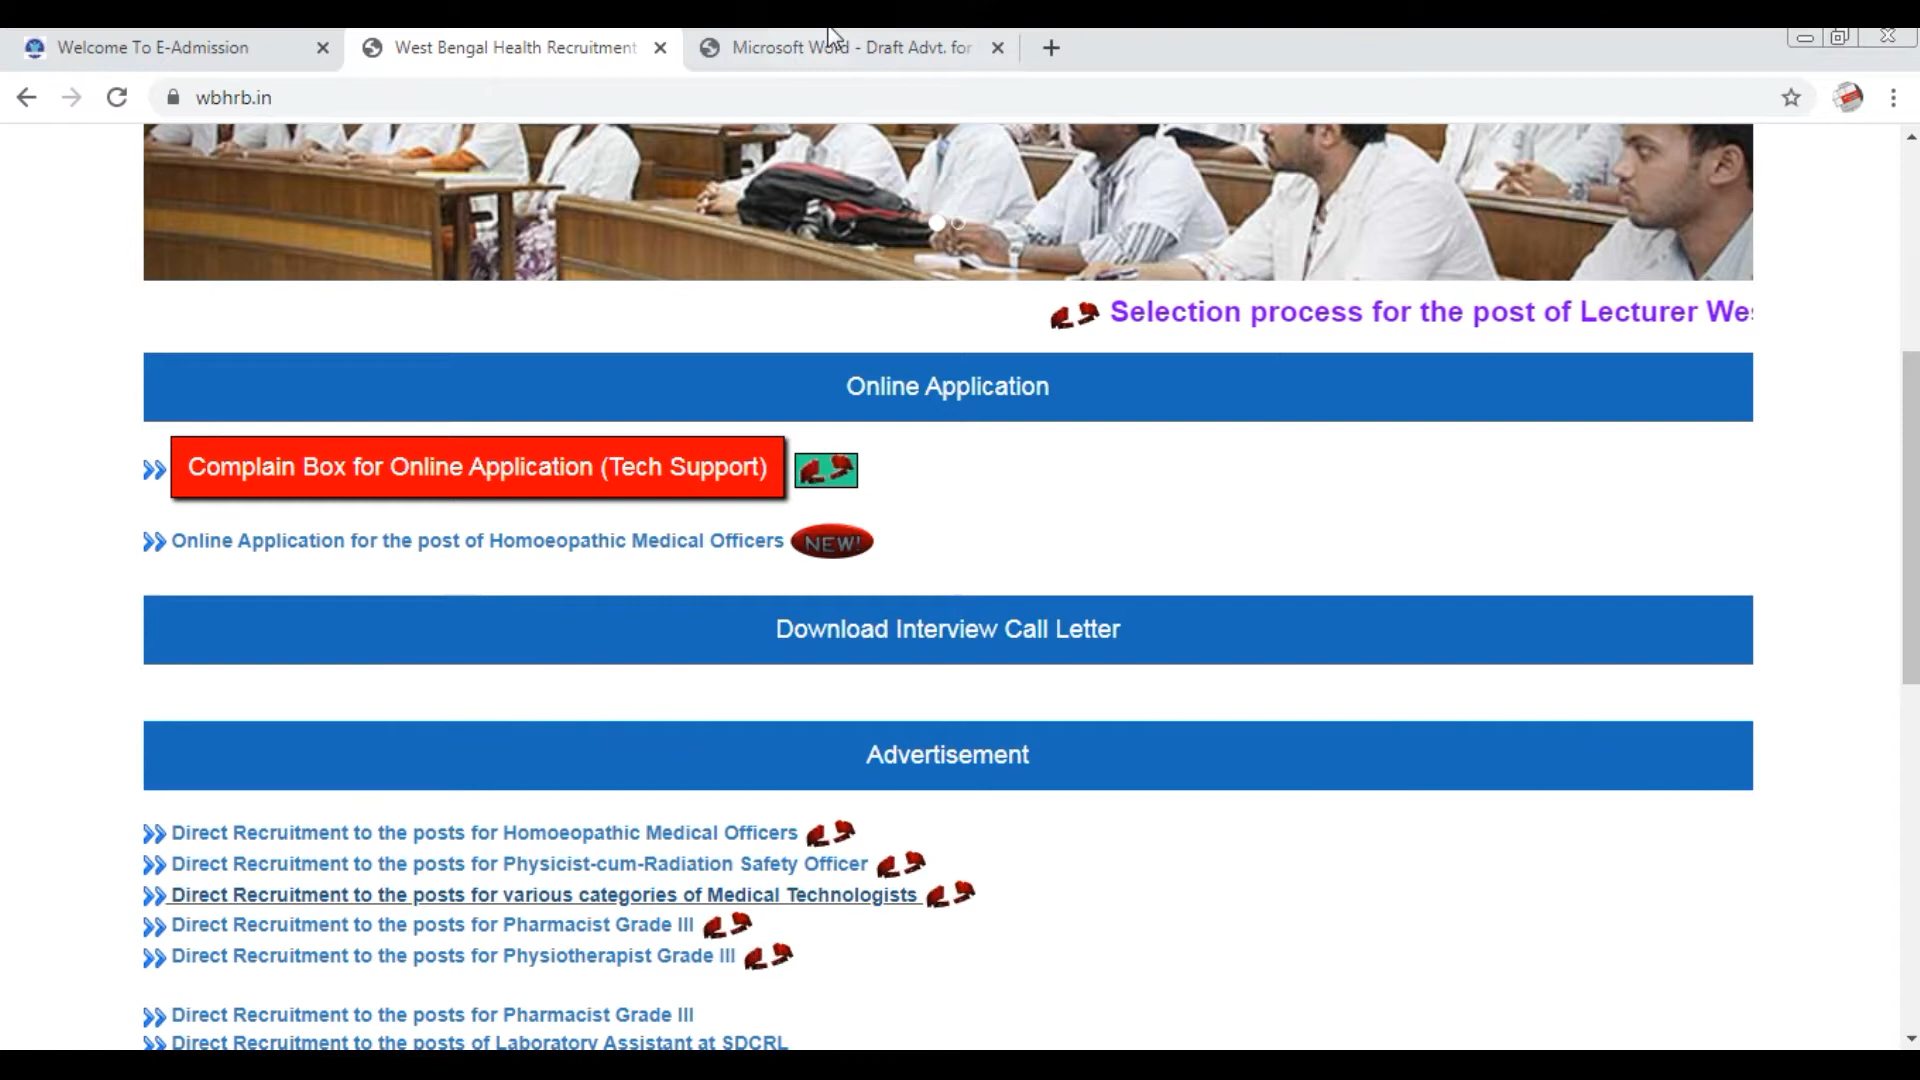 Welcome To E-Admission
West Bengal Health Recruitment
Microsoft Word - Draft Advt. for
wbhrb.in
Selection process for the post of Lecturer Wes
Online Application
Complain Box for Online Application (Tech Support)
Online Application for the post of Homoeopathic Medical Officers NEW!
Download Interview Call Letter
Advertisement
Direct Recruitment to the posts for Homoeopathic Medical Officers
Direct Recruitment to the posts for Physicist-cum-Radiation Safety Officer
Direct Recruitment to the posts for various categories of Medical Technologists
Direct Recruitment to the posts for Pharmacist Grade III
Direct Recruitment to the posts for Physiotherapist Grade III
Direct Recruitment to the posts for Pharmacist Grade III
Direct Recruitment to the posts of Laboratory Assistant at SDCRL